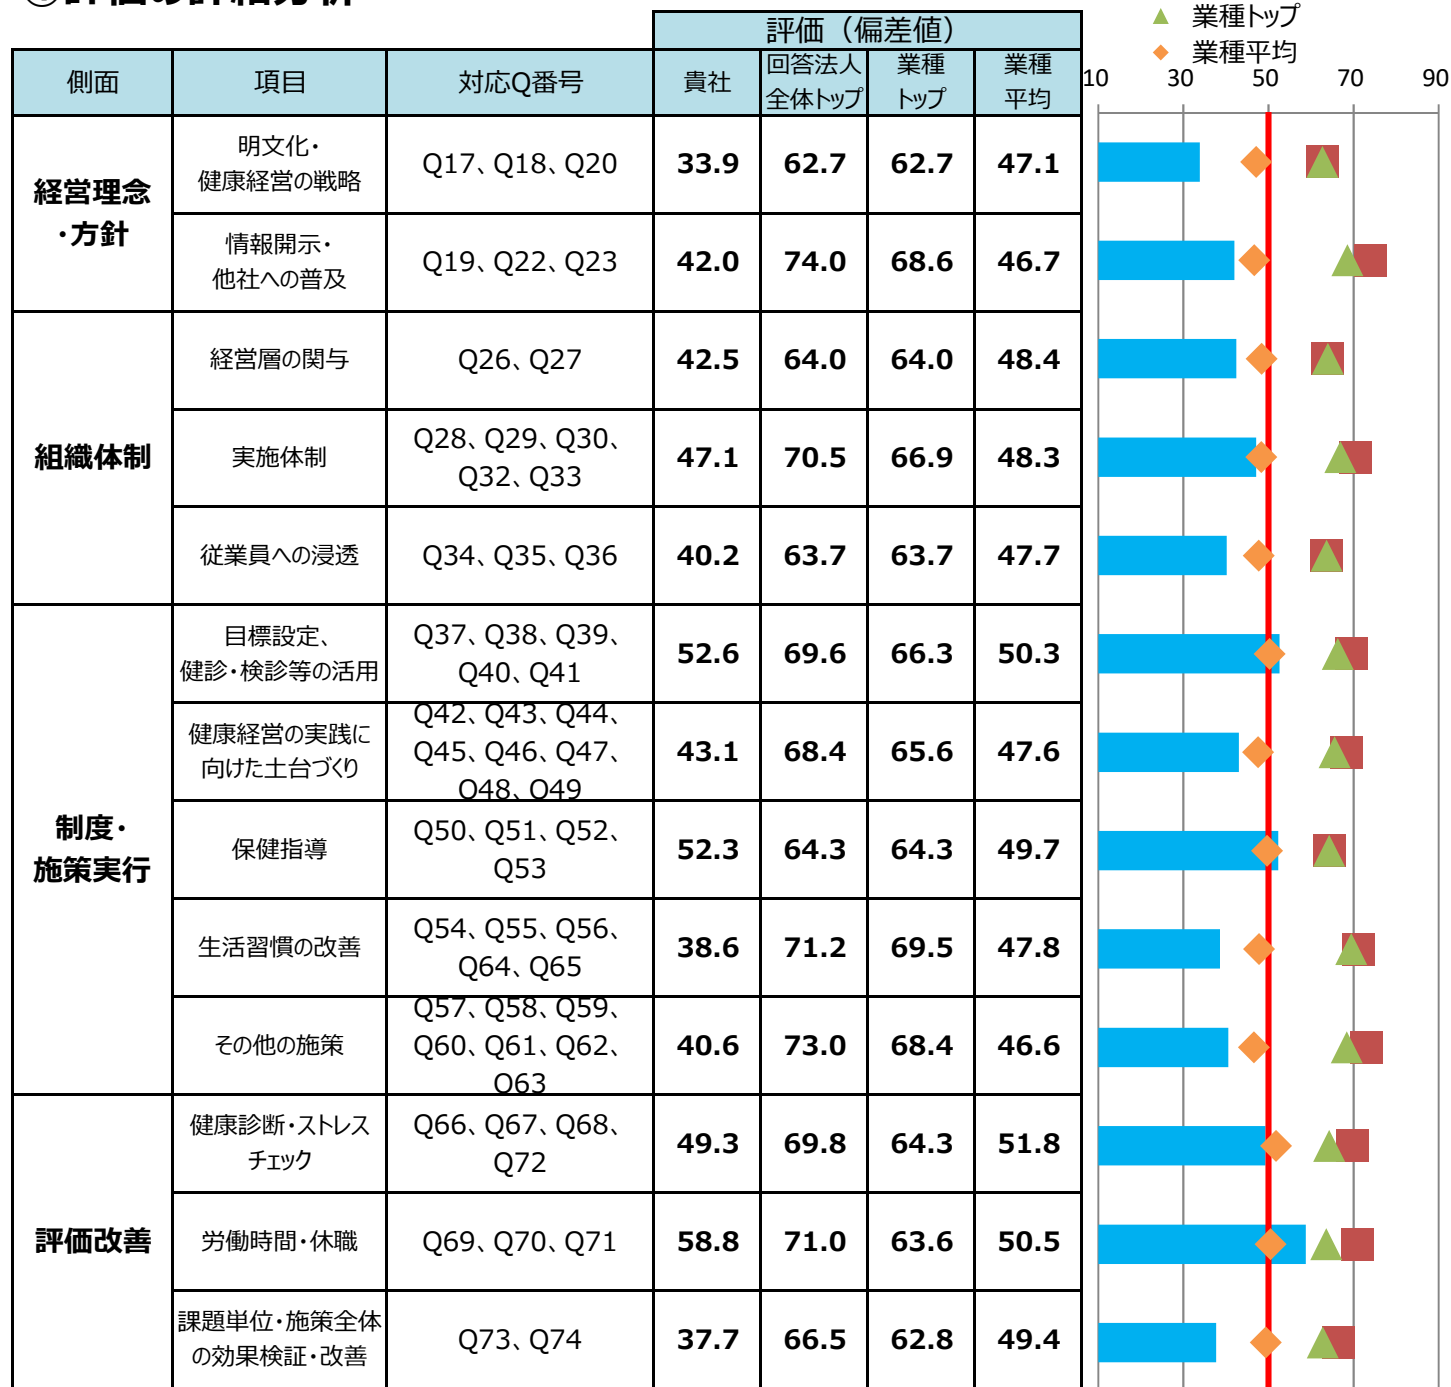 評価（偏差値）
▲ 業種トップ
◆ 業種平均
側面 項目 対応Q番号 貴社 回答法人 業種 業種
全体トップ トップ 平均
10 30 50 70 90
経営理念
・方針
明文化・
健康経営の戦略
Q17、Q18、Q20 33.9 62.7 62.7 47.1
情報開示・
他社への普及
Q19、Q22、Q23 42.0 74.0 68.6 46.7
組織体制
経営層の関与 Q26、Q27 42.5 64.0 64.0 48.4
実施体制
Q28、Q29、Q30、
Q32、Q33
47.1 70.5 66.9 48.3
従業員への浸透 Q34、Q35、Q36 40.2 63.7 63.7 47.7
制度・
施策実行
目標設定、
健診・検診等の活用
Q37、Q38、Q39、
Q40、Q41
52.6 69.6 66.3 50.3
健康経営の実践に
向けた土台づくり
Q42、Q43、Q44、
Q45、Q46、Q47、
Q48、Q49
43.1 68.4 65.6 47.6
保健指導
Q50、Q51、Q52、
Q53
52.3 64.3 64.3 49.7
生活習慣の改善
Q54、Q55、Q56、
Q64、Q65
38.6 71.2 69.5 47.8
その他の施策
Q57、Q58、Q59、
Q60、Q61、Q62、
Q63
40.6 73.0 68.4 46.6
評価改善
健康診断・ストレス
チェック
Q66、Q67、Q68、
Q72
49.3 69.8 64.3 51.8
労働時間・休職 Q69、Q70、Q71 58.8 71.0 63.6 50.5
課題単位・施策全体
の効果検証・改善
Q73、Q74 37.7 66.5 62.8 49.4